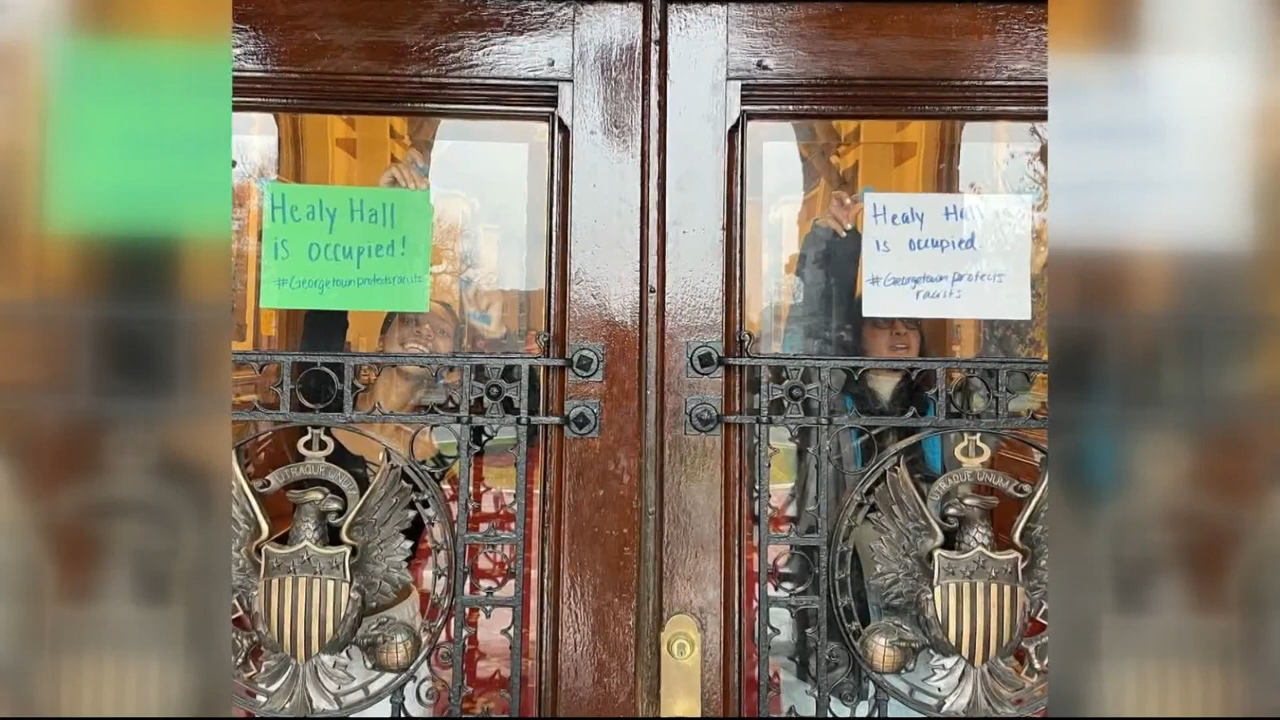 Healy Hall
is occupied!
#Georgetownprotectsracists
Healy Hall
is occupied.
#Georgetown protects
racists
UTRAQUE UNUM
UTRAQUE UNUM